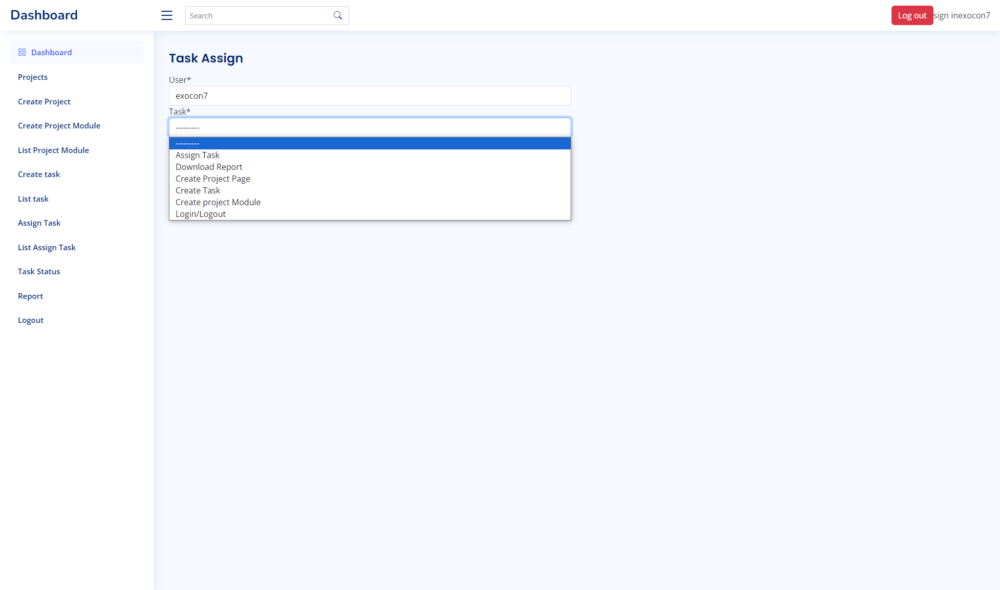 Dashboard
Search
Log out
sign inexocon7
Dashboard
Projects
Create Project
Create Project Module
List Project Module
Create task
List task
Assign Task
List Assign Task
Task Status
Report
Logout
Task Assign
User*
exocon7
Task*
---------
---------
Assign Task
Download Report
Create Project Page
Create Task
Create project Module
Login/Logout